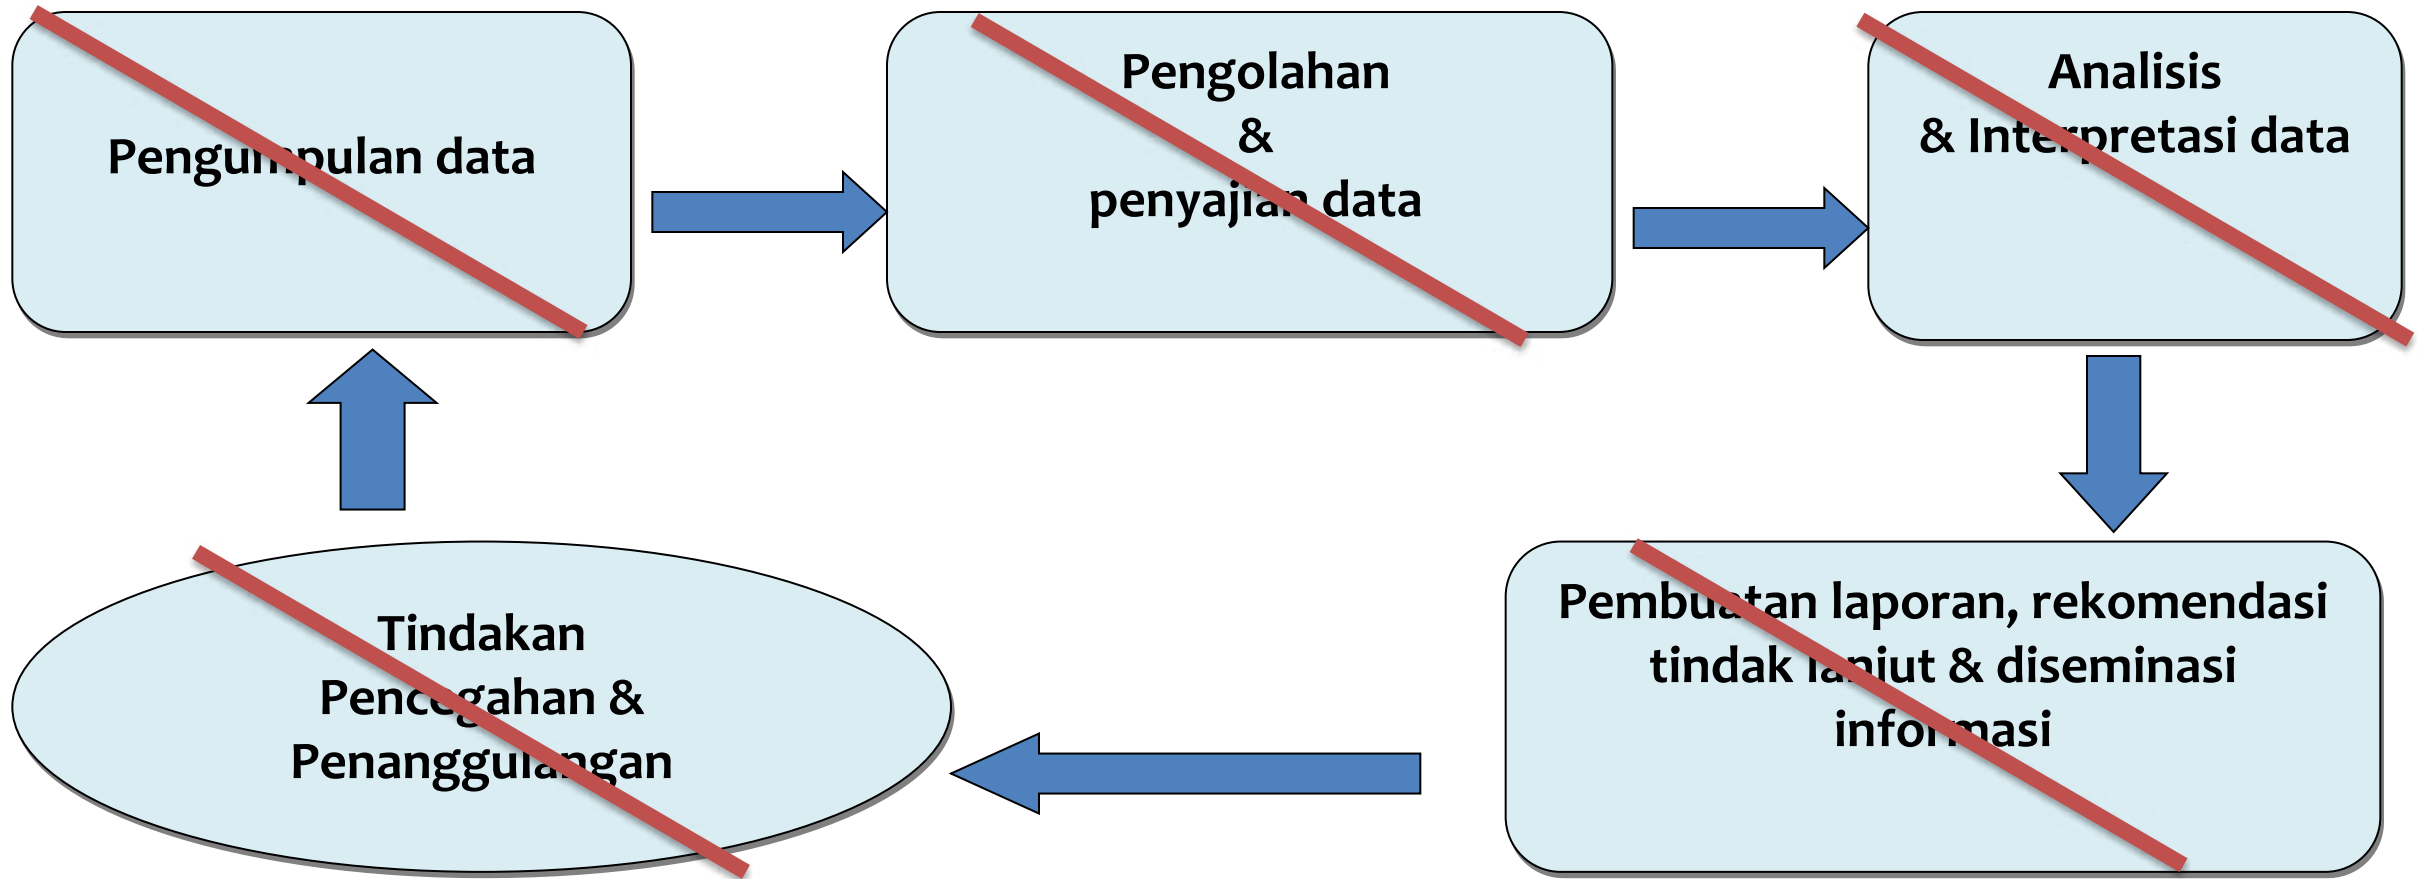 Pengumpulan data
Pengolahan
&
penyajian data
Analisis
& Interpretasi data
Pembuatan laporan, rekomendasi
tindak lanjut & diseminasi
informasi
Tindakan
Pencegahan &
Penanggulangan